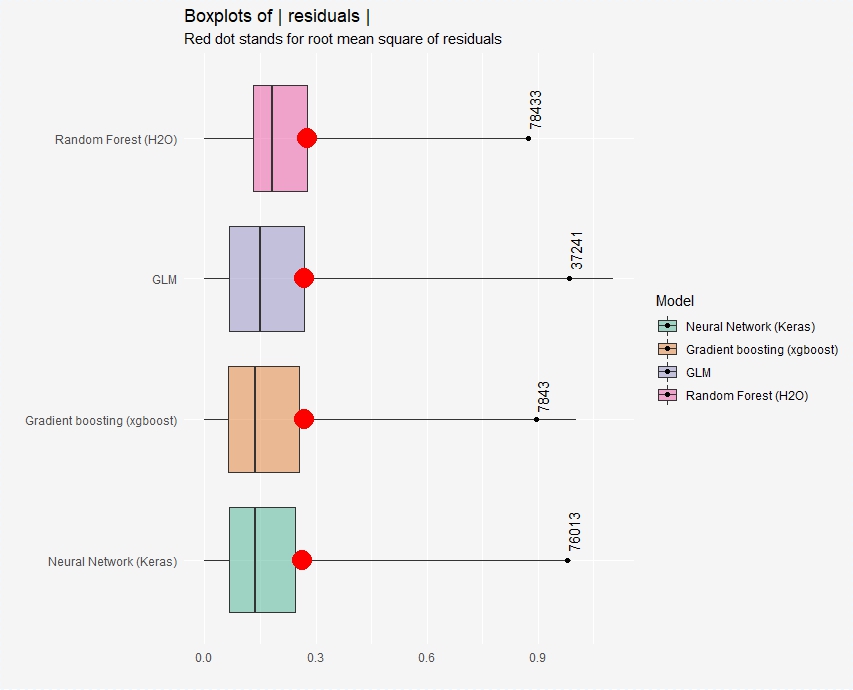 Boxplots of | residuals |
Red dot stands for root mean square of residuals
Random Forest (H2O)
78433
GLM
37241
Gradient boosting (xgboost)
7843
Neural Network (Keras)
76013
0.0
0.3
0.6
0.9
Model
Neural Network (Keras)
Gradient boosting (xgboost)
GLM
Random Forest (H2O)